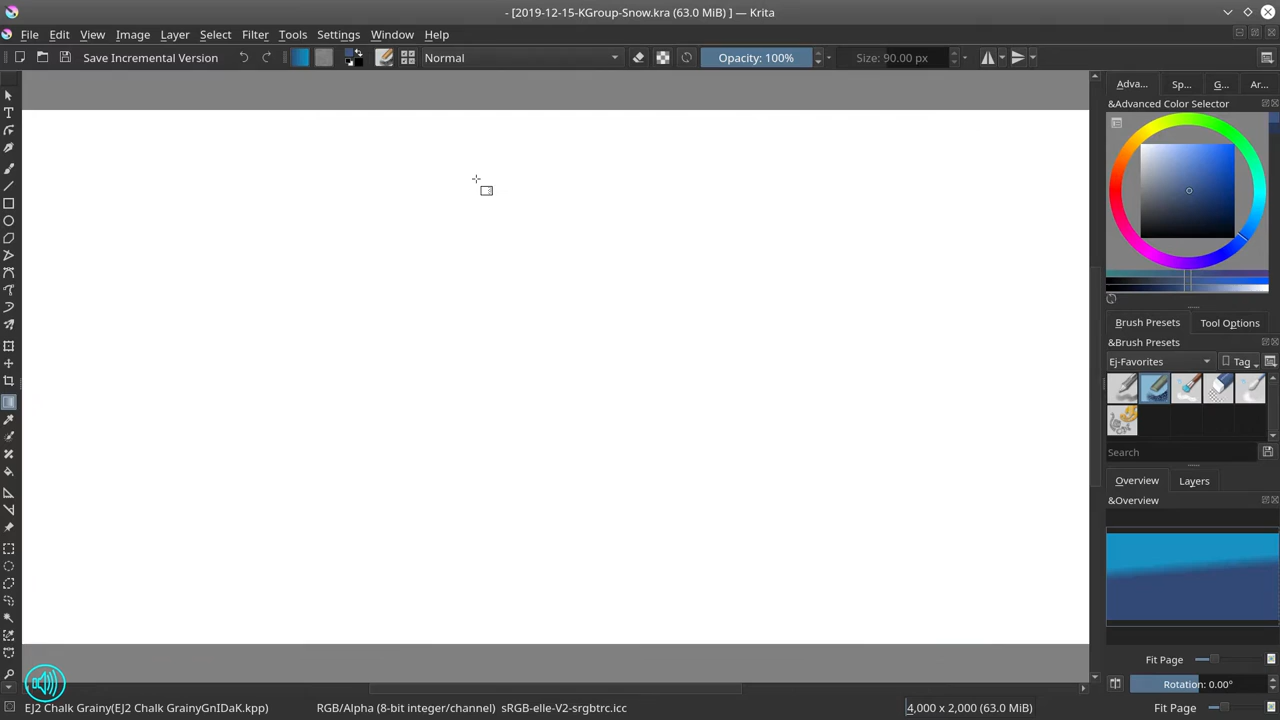 - [2019-12-15-KGroup-Snow.kra (63.0 MiB) ] — Krita
File Edit View Image Layer Select Filter Tools Settings Window Help
Save Incremental Version Normal Opacity: 100% Size: 90.00 px
Adva... Sp... G... Ar...
&Advanced Color Selector
Brush Presets Tool Options
&Brush Presets
Ej-Favorites Tag
Search
Overview Layers
&Overview
Fit Page
Rotation: 0.00°
EJ2 Chalk Grainy(EJ2 Chalk GrainyGnIDaK.kpp) RGB/Alpha (8-bit integer/channel) sRGB-elle-V2-srgbtrc.icc 4,000 x 2,000 (63.0 MiB) Fit Page